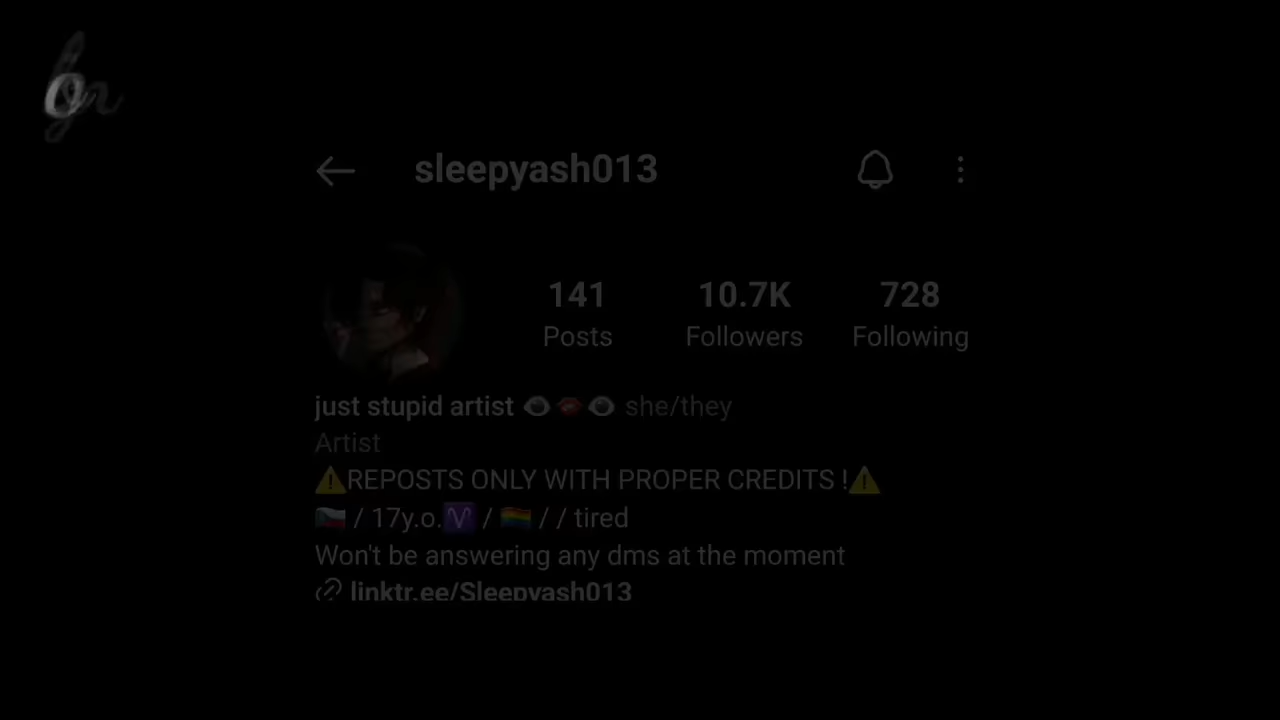 sleepyash013
141 10.7K 728
Posts Followers Following
just stupid artist 👁️👄👁️ she/they
Artist
⚠️REPOSTS ONLY WITH PROPER CREDITS !⚠️
🇨🇿 / 17y.o.♈ / 🏳️‍🌈 / / tired
Won't be answering any dms at the moment
linktr.ee/Sleepyash013